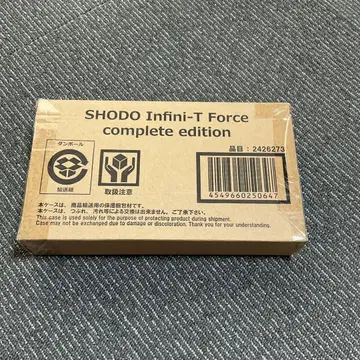 SHODO Infini-T Force
complete edition
品目：2426273
ダンボール
輸送箱
取扱注意
4549660250647
本ケースは、商品輸送用の保護梱包材です。
本ケースは、つぶれ、汚れ等による交換は出来ません。ご了承下さい。
This case is used solely for the purpose of protecting product during shipment.
Case may not be exchanged due to damage or discoloration. Thank you for your understanding.